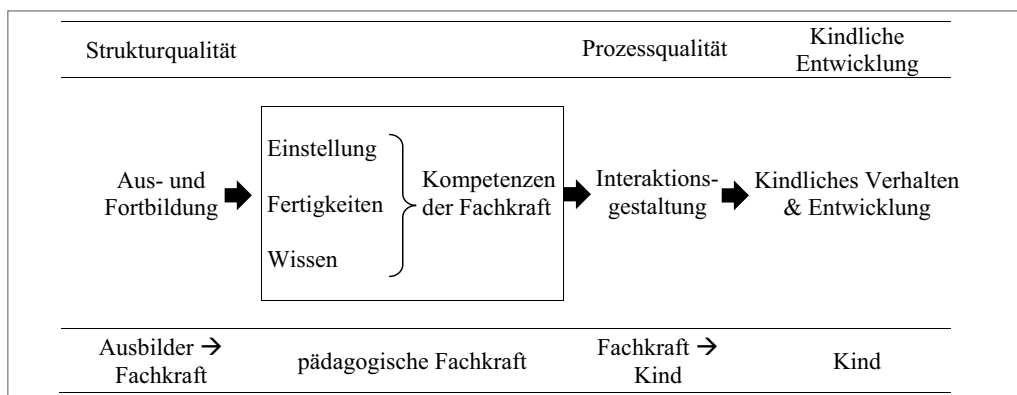 Strukturqualität
Prozessqualität
Kindliche
Entwicklung
Aus- und
Fortbildung
Einstellung
Fertigkeiten
Wissen
Kompetenzen
der Fachkraft
Interaktions-
gestaltung
Kindliches Verhalten
& Entwicklung
Ausbilder →
Fachkraft
pädagogische Fachkraft
Fachkraft →
Kind
Kind